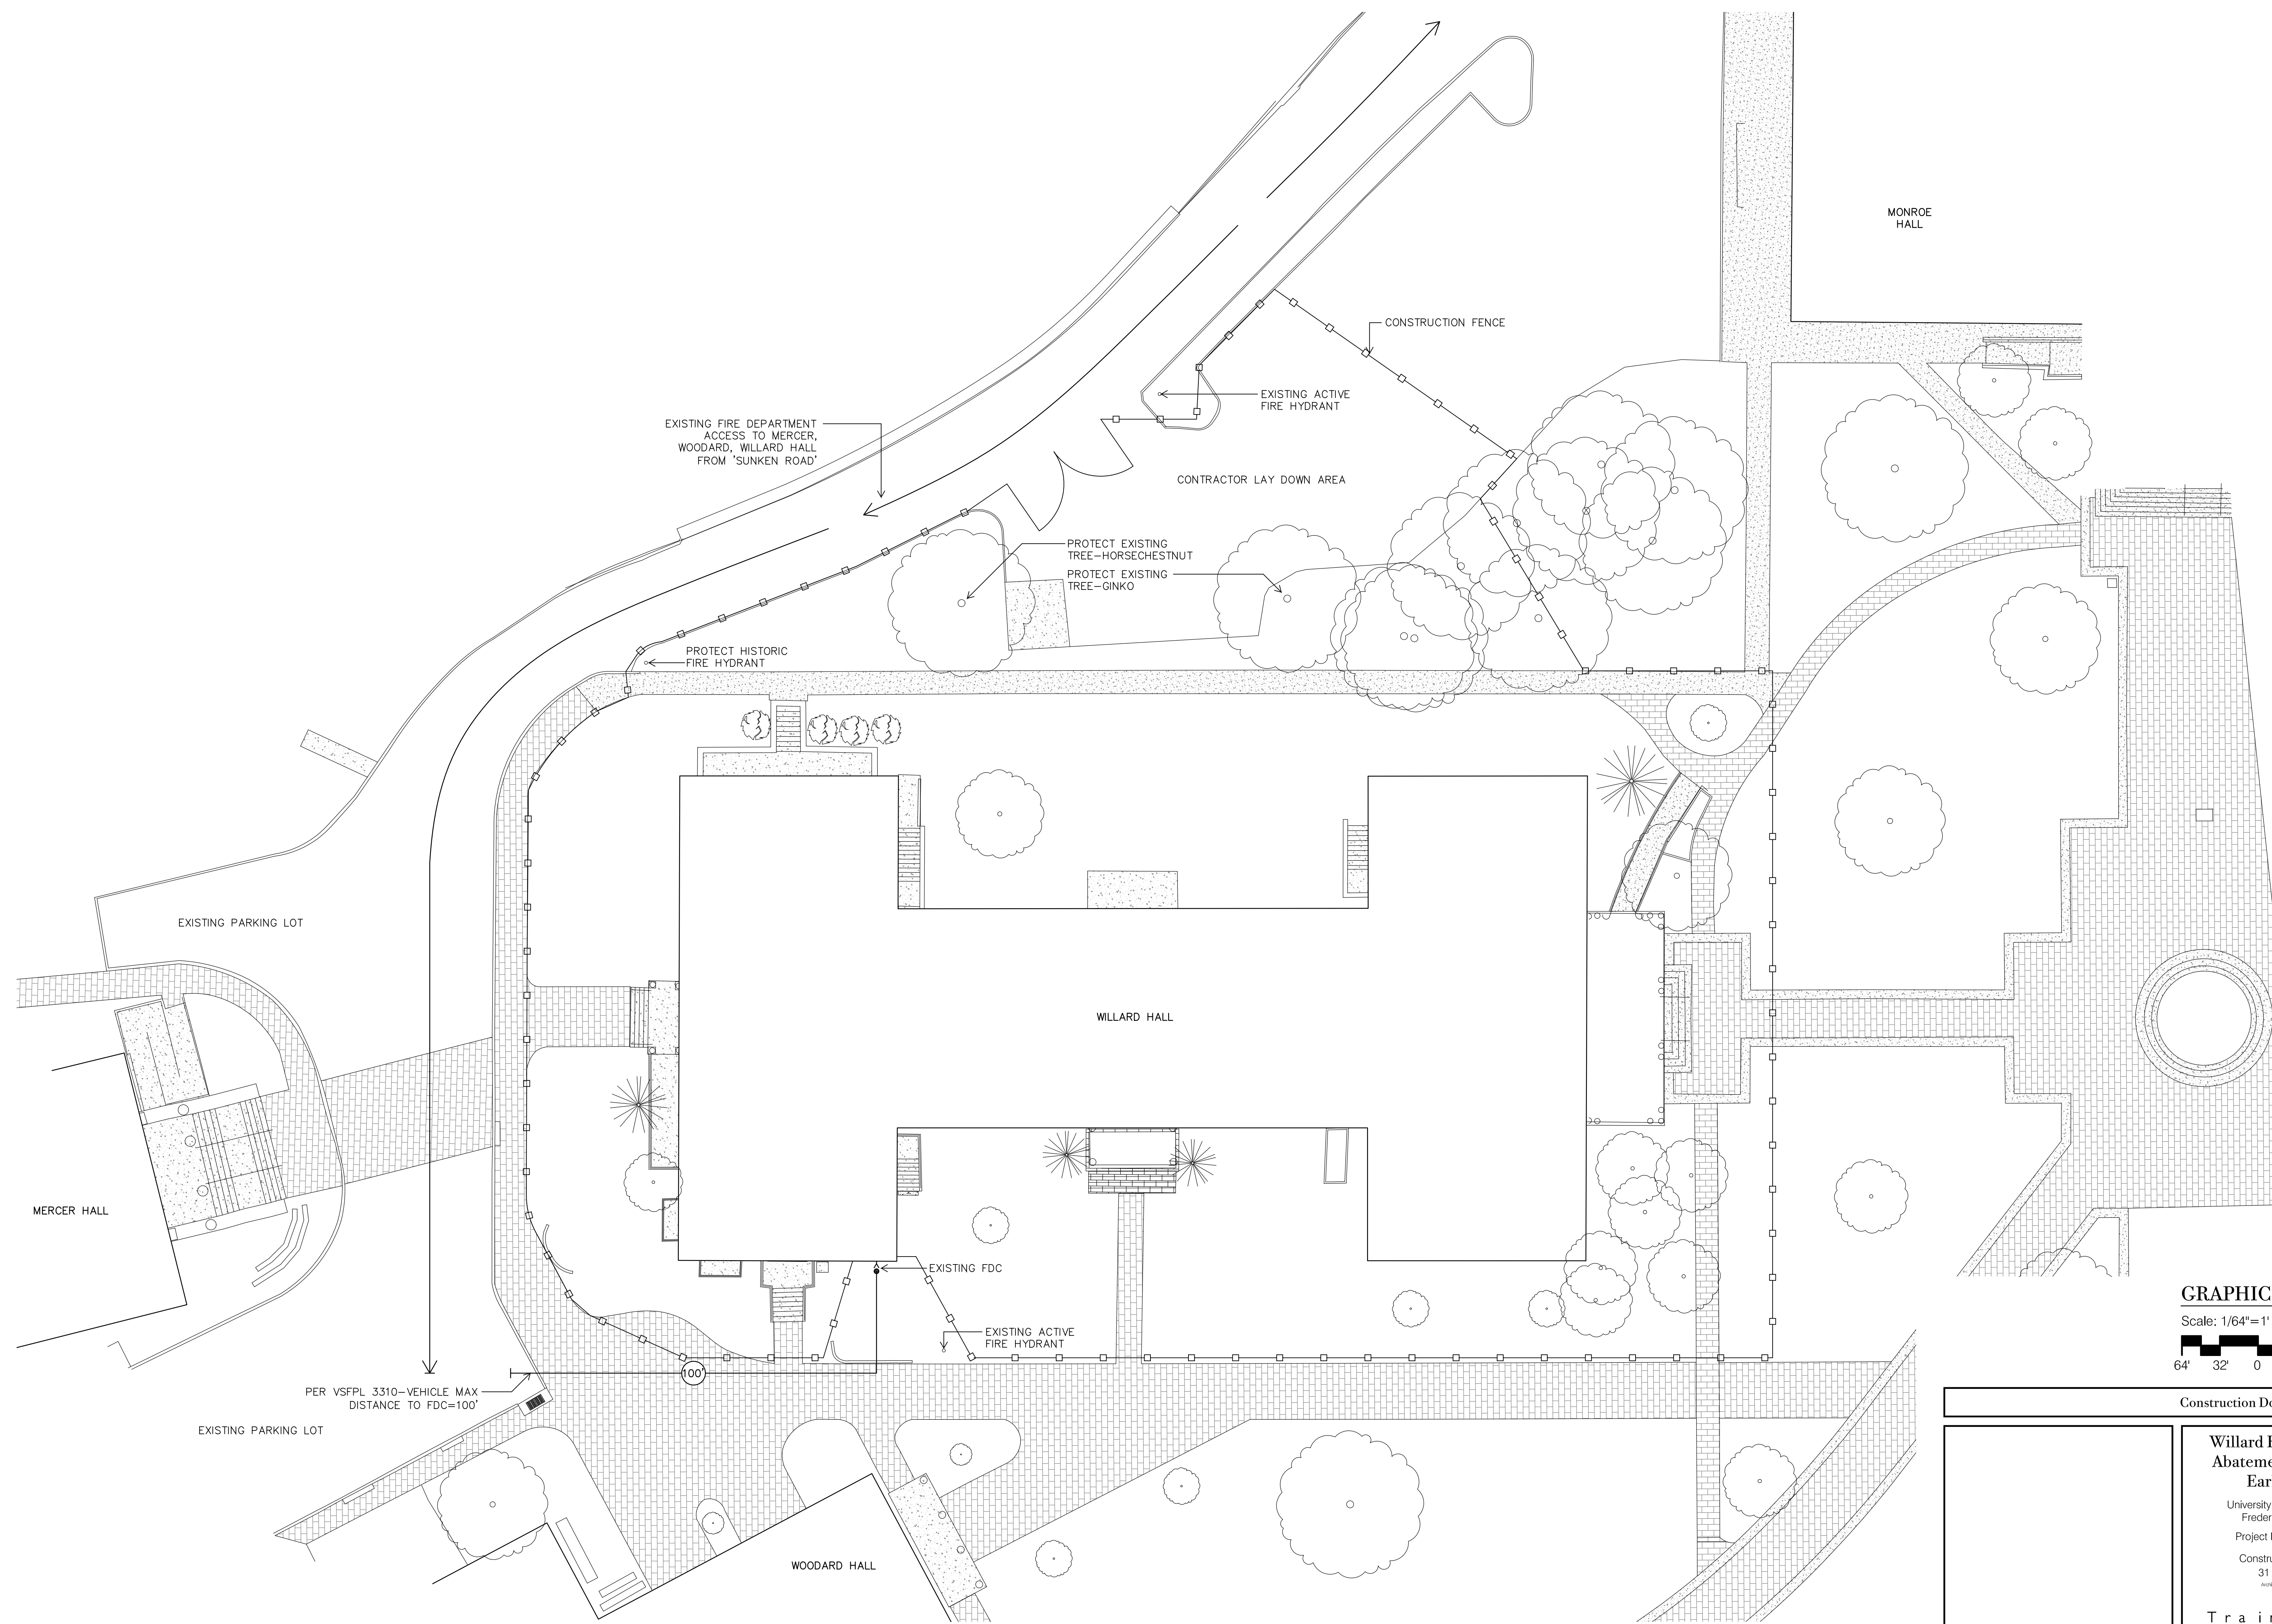 MONROE
HALL
CONSTRUCTION FENCE
EXISTING ACTIVE
FIRE HYDRANT
EXISTING FIRE DEPARTMENT
ACCESS TO MERCER,
WOODARD, WILLARD HALL
FROM 'SUNKEN ROAD'
CONTRACTOR LAY DOWN AREA
PROTECT EXISTING
TREE-HORSECHESTNUT
PROTECT EXISTING
TREE-GINKO
PROTECT HISTORIC
FIRE HYDRANT
EXISTING PARKING LOT
WILLARD HALL
MERCER HALL
EXISTING FDC
EXISTING ACTIVE
FIRE HYDRANT
100'
PER VSFPL 3310-VEHICLE MAX
DISTANCE TO FDC=100'
EXISTING PARKING LOT
WOODARD HALL
GRAPHIC
Scale: 1/64"=1'
64' 32' 0
Construction Do
Willard H
Abateme
Ear
University
Freder
Project
Constru
31
Trai